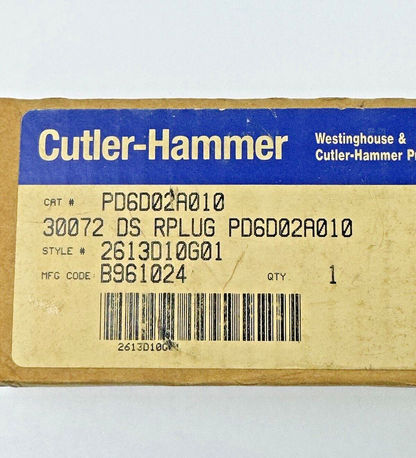 Cutler-Hammer
Westinghouse &
Cutler-Hammer
CAT # PD6D02A010
30072 DS RPLUG PD6D02A010
STYLE # 2613D10G01
MFG CODE B961024 QTY 1